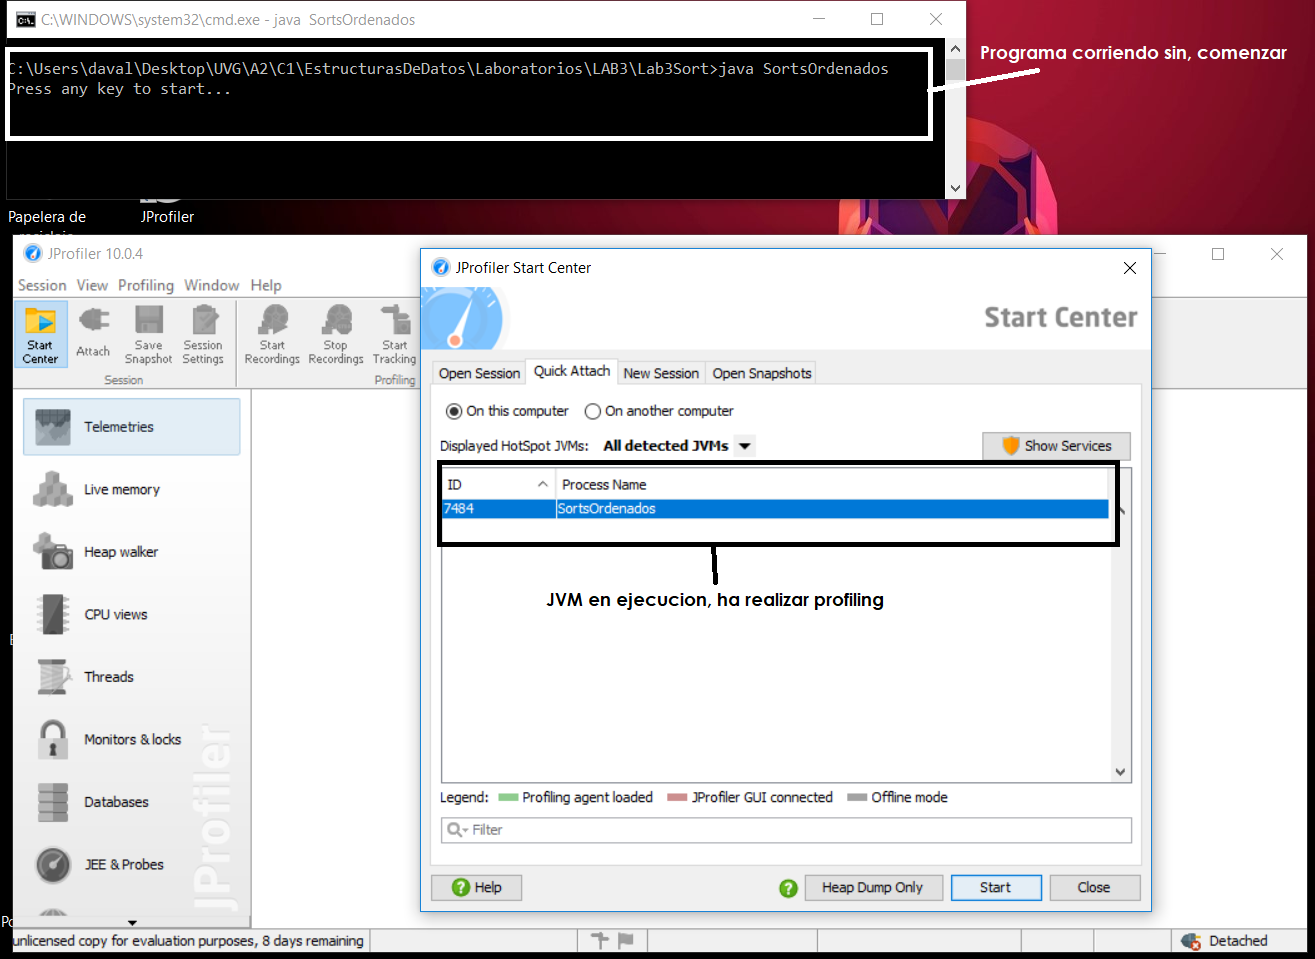 C:\WINDOWS\system32\cmd.exe - java SortsOrdenados
C:\Users\daval\Desktop\UVG\A2\C1\EstructurasDeDatos\Laboratorios\LAB3\Lab3Sort>java SortsOrdenados
Press any key to start...
Programa corriendo sin, comenzar
Papelera de
JProfiler
JProfiler 10.0.4
Session View Profiling Window Help
Start Center
Attach
Save Snapshot
Session Settings
Start Recordings
Stop Recordings
Start Tracking
Session
Profiling
Telemetries
Live memory
Heap walker
CPU views
Threads
Monitors & locks
Databases
JEE & Probes
JProfiler
JProfiler Start Center
Start Center
Open Session Quick Attach New Session Open Snapshots
On this computer On another computer
Displayed HotSpot JVMs: All detected JVMs
Show Services
ID Process Name
7484 SortsOrdenados
JVM en ejecucion, ha realizar profiling
Legend: Profiling agent loaded JProfiler GUI connected Offline mode
Filter
Help
Heap Dump Only
Start
Close
unlicensed copy for evaluation purposes, 8 days remaining
Detached